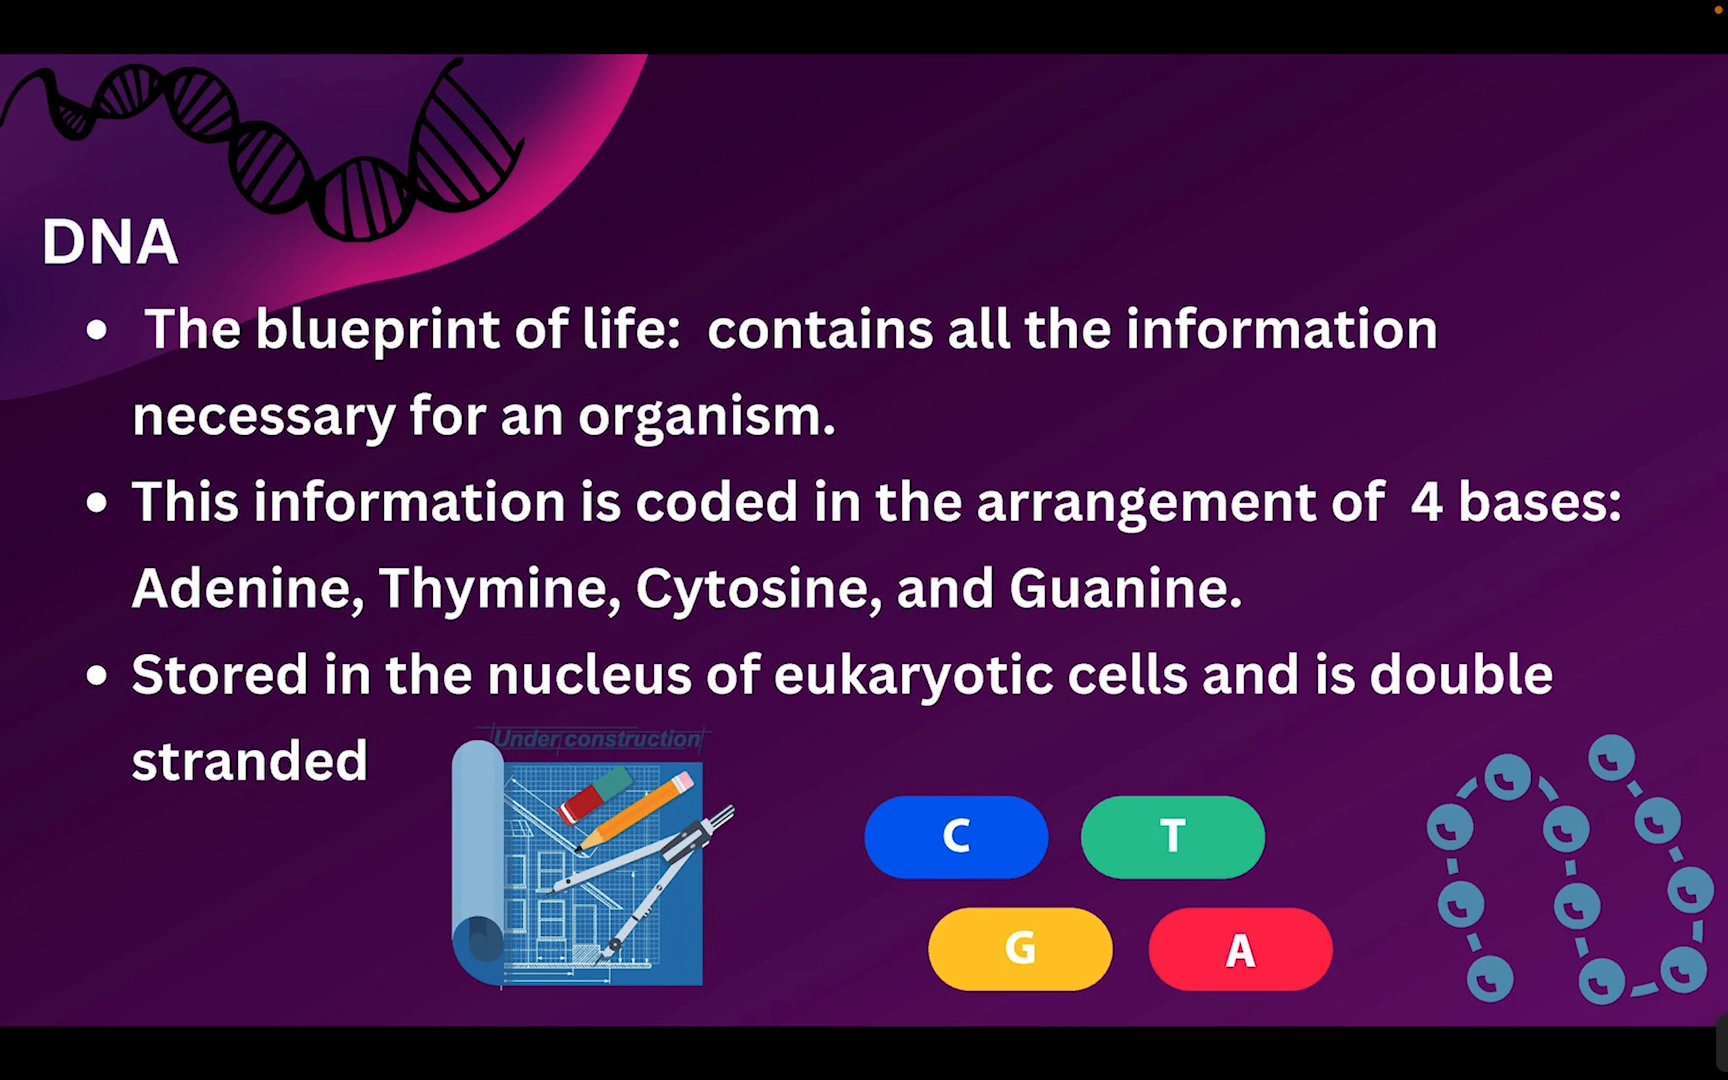 DNA
• The blueprint of life: contains all the information
necessary for an organism.
• This information is coded in the arrangement of 4 bases:
Adenine, Thymine, Cytosine, and Guanine.
• Stored in the nucleus of eukaryotic cells and is double
stranded
Under construction
C T
G A